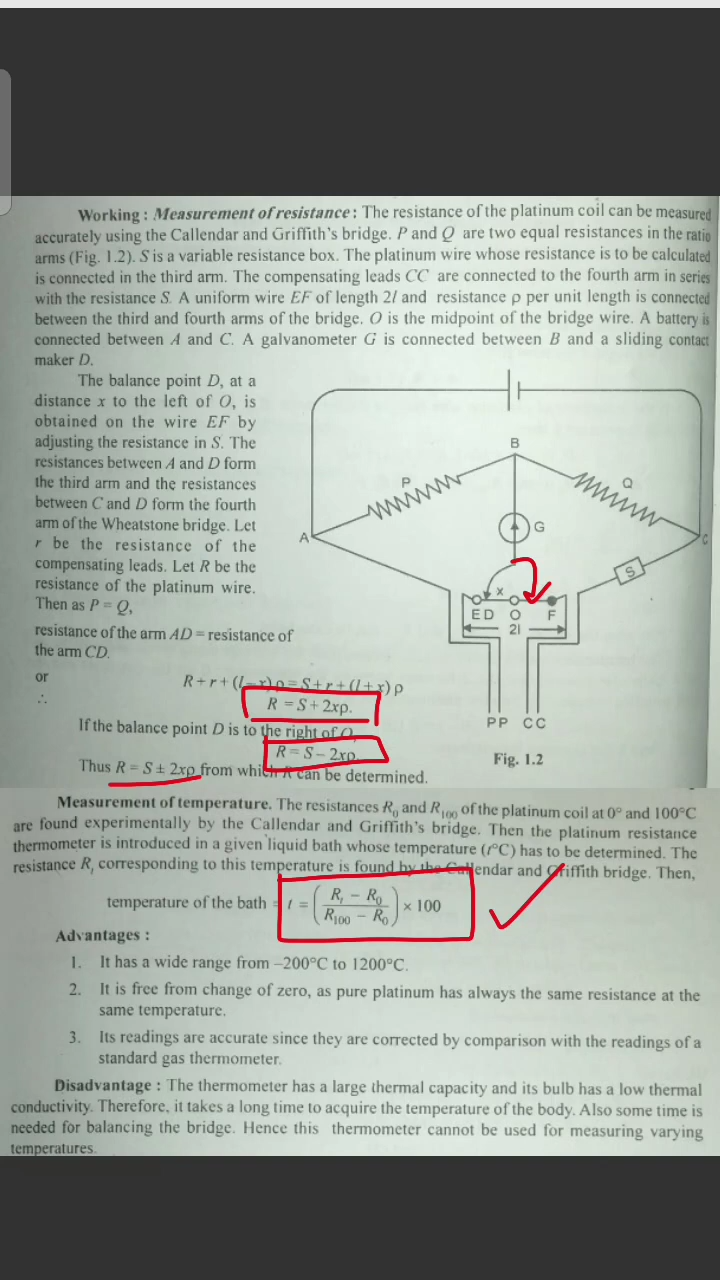 Working : Measurement of resistance : The resistance of the platinum coil can be measured
accurately using the Callendar and Griffith's bridge. P and Q are two equal resistances in the ratio
arms (Fig. 1.2). S is a variable resistance box. The platinum wire whose resistance is to be calculated
is connected in the third arm. The compensating leads CC are connected to the fourth arm in series
with the resistance S. A uniform wire EF of length 2l and resistance ρ per unit length is connected
between the third and fourth arms of the bridge. O is the midpoint of the bridge wire. A battery is
connected between A and C. A galvanometer G is connected between B and a sliding contact
maker D.
The balance point D, at a
distance x to the left of O, is
obtained on the wire EF by
adjusting the resistance in S. The
resistances between A and D form
the third arm and the resistances
between C and D form the fourth
arm of the Wheatstone bridge. Let
r be the resistance of the
compensating leads. Let R be the
resistance of the platinum wire.
Then as P = Q,
resistance of the arm AD = resistance of
the arm CD.
or R + r + (l – x) ρ = S + r + (l + x) ρ
∴ R = S + 2xρ.
If the balance point D is to the right of O,
R = S – 2xρ.
Thus R = S ± 2xρ from which R can be determined.
B
P
Q
A
G
C
S
x
E D O F
2l
P P C C
Fig. 1.2
Measurement of temperature. The resistances R0 and R100 of the platinum coil at 0° and 100°C
are found experimentally by the Callendar and Griffith's bridge. Then the platinum resistance
thermometer is introduced in a given liquid bath whose temperature (t°C) has to be determined. The
resistance Rt corresponding to this temperature is found by the Callendar and Griffith bridge. Then,
temperature of the bath = t = ( Rt – R0 / R100 – R0 ) × 100
Advantages :
1. It has a wide range from –200°C to 1200°C.
2. It is free from change of zero, as pure platinum has always the same resistance at the
same temperature.
3. Its readings are accurate since they are corrected by comparison with the readings of a
standard gas thermometer.
Disadvantage : The thermometer has a large thermal capacity and its bulb has a low thermal
conductivity. Therefore, it takes a long time to acquire the temperature of the body. Also some time is
needed for balancing the bridge. Hence this thermometer cannot be used for measuring varying
temperatures.